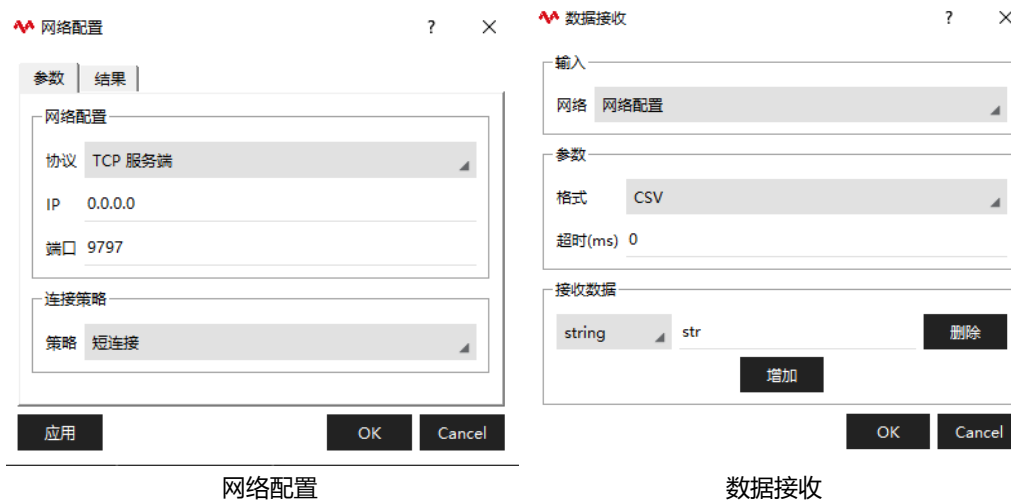 网络配置 ? ×
参数 结果
网络配置
协议 TCP 服务端
IP 0.0.0.0
端口 9797
连接策略
策略 短连接
应用 OK Cancel
网络配置
数据接收 ? ×
输入
网络 网络配置
参数
格式 CSV
超时(ms) 0
接收数据
string str 删除
增加
OK Cancel
数据接收